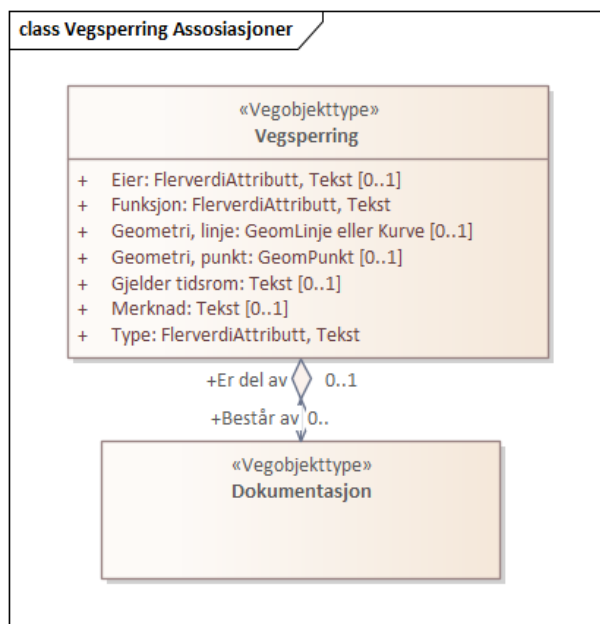 class Vegsperring Assosiasjoner
«Vegobjekttype»
Vegsperring
+ Eier: FlerverdiAttributt, Tekst [0..1]
+ Funksjon: FlerverdiAttributt, Tekst
+ Geometri, linje: GeomLinje eller Kurve [0..1]
+ Geometri, punkt: GeomPunkt [0..1]
+ Gjelder tidsrom: Tekst [0..1]
+ Merknad: Tekst [0..1]
+ Type: FlerverdiAttributt, Tekst
+Er del av 0..1
+Består av 0..
«Vegobjekttype»
Dokumentasjon